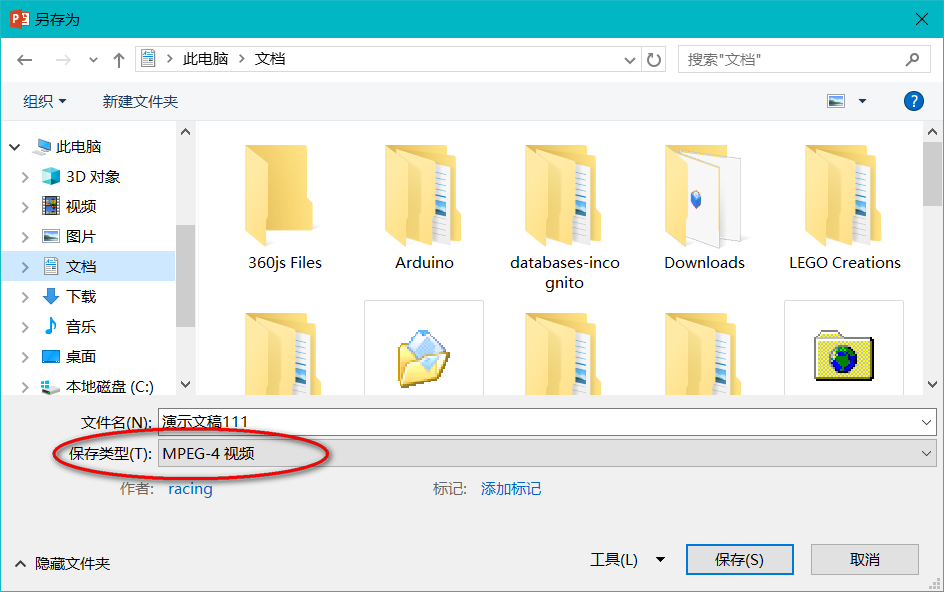 另存为
此电脑 文档
搜索"文档"
组织 新建文件夹
此电脑
3D 对象
视频
图片
文档
下载
音乐
桌面
本地磁盘 (C:)
360js Files
Arduino
databases-inco
gnito
Downloads
LEGO Creations
文件名(N): 演示文稿111
保存类型(T): MPEG-4 视频
作者: racing 标记: 添加标记
隐藏文件夹 工具(L) 保存(S) 取消